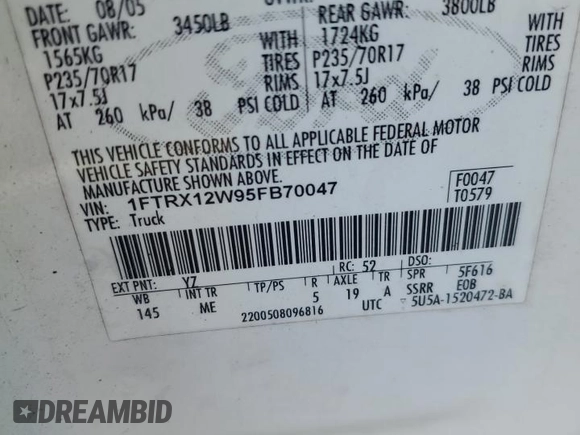 DATE: 08/05
FRONT GAWR: 3450LB
1565KG WITH
P235/70R17 TIRES
17x7.5J RIMS
AT 260 kPa/ 38 PSI COLD
REAR GAWR: 3800LB
1724KG WITH
P235/70R17 TIRES
17x7.5J RIMS
AT 260 kPa/ 38 PSI COLD
THIS VEHICLE CONFORMS TO ALL APPLICABLE FEDERAL MOTOR
VEHICLE SAFETY STANDARDS IN EFFECT ON THE DATE OF
MANUFACTURE SHOWN ABOVE.
VIN: 1FTRX12W95FB70047
TYPE: Truck
F0047
T0579
EXT PNT: YZ RC: 52 DSO:
WB INT TR TP/PS R AXLE TR SPR 5F616
145 ME 5 19 A SSRR EOB
2200508096816 UTC 5U5A-1520472-BA
DREAMBID